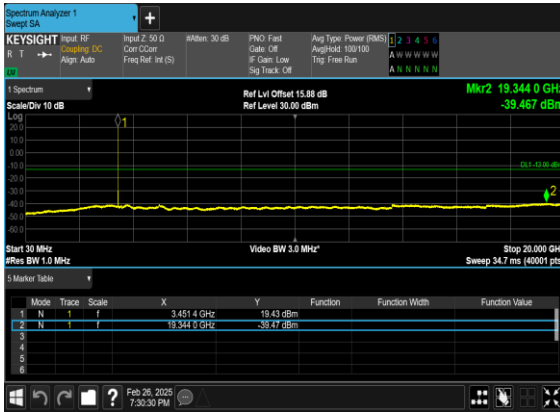 Spectrum Analyzer 1
Swept SA
+
KEYSIGHT Input: RF Input Z: 50 Ω #Atten: 30 dB PNO: Fast Avg Type: Power (RMS) 1 2 3 4 5 6
R T Coupling: DC Corr CCorr Gate: Off Avg|Hold: 100/100 A W W W W W
Align: Auto Freq Ref: Int (S) IF Gain: Low Trig: Free Run
Sig Track: Off A N N N N N
1 Spectrum Ref Lvl Offset 15.88 dB Mkr2 19.344 0 GHz
Scale/Div 10 dB Ref Level 30.00 dBm -39.467 dBm
Log
1
20.0
10.0
0.00
-10.0
DL1 -13.00 dBm
-20.0
-30.0
2
-40.0
-50.0
-60.0
Start 30 MHz Video BW 3.0 MHz* Stop 20.000 GHz
#Res BW 1.0 MHz Sweep 34.7 ms (40001 pts)
5 Marker Table
Mode Trace Scale X Y Function Function Width Function Value
1 N 1 f 3.451 4 GHz 19.43 dBm
2 N 1 f 19.344 0 GHz -39.47 dBm
3
4
5
6
? Feb 26, 2025
7:30:30 PM